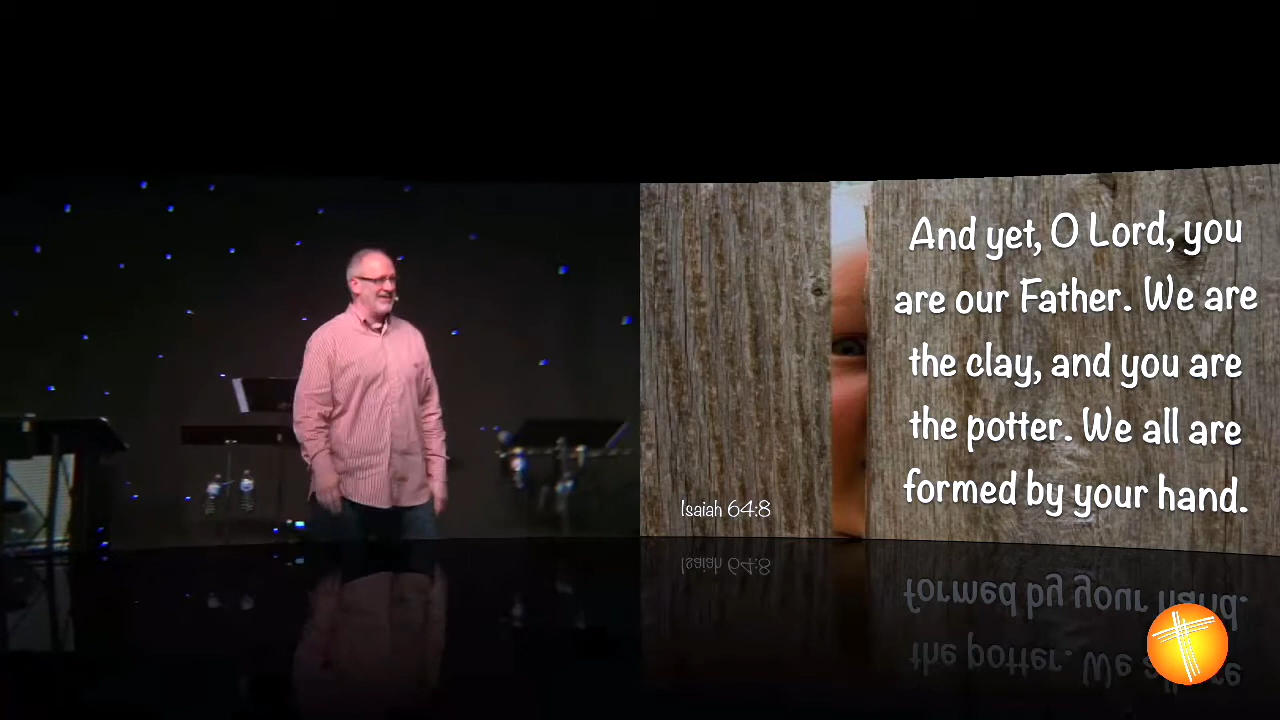 And yet, O Lord, you
are our Father. We are
the clay, and you are
the potter. We all are
formed by your hand.
Isaiah 64:8